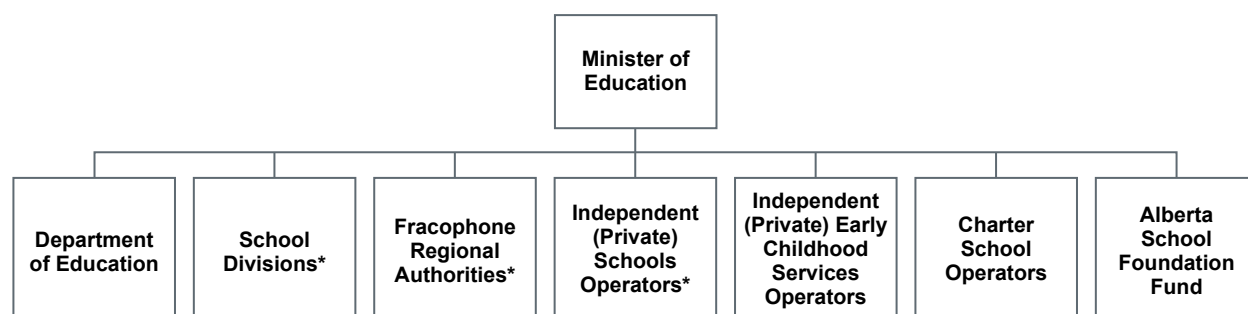 Minister of
Education
Department
of Education
School
Divisions*
Fracophone
Regional
Authorities*
Independent
(Private)
Schools
Operators*
Independent
(Private) Early
Childhood
Services
Operators
Charter
School
Operators
Alberta
School
Foundation
Fund